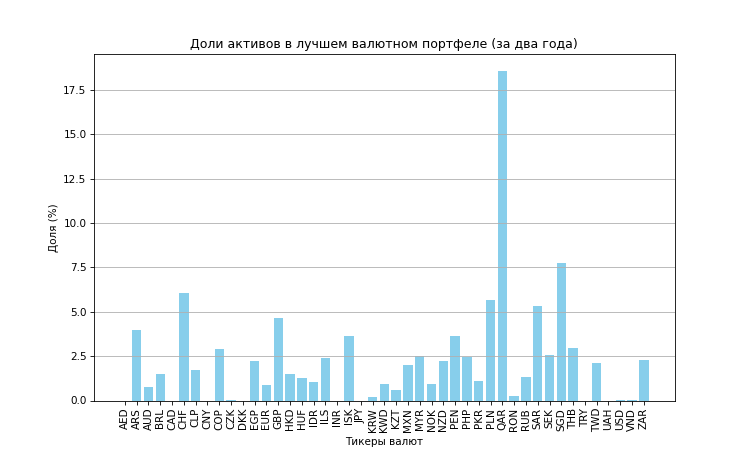 Доли активов в лучшем валютном портфеле (за два года)
Доля (%)
17.5
15.0
12.5
10.0
7.5
5.0
2.5
0.0
AED ARS AUD BRL CAD CHF CLP CNY COP CZK DKK EGP EUR GBP HKD HUF IDR ILS INR ISK JPY KRW KWD KZT MXN MYR NOK NZD PEN PHP PKR PLN QAR RON RUB SAR SEK SGD THB TRY TWD UAH USD VND ZAR
Тикеры валют